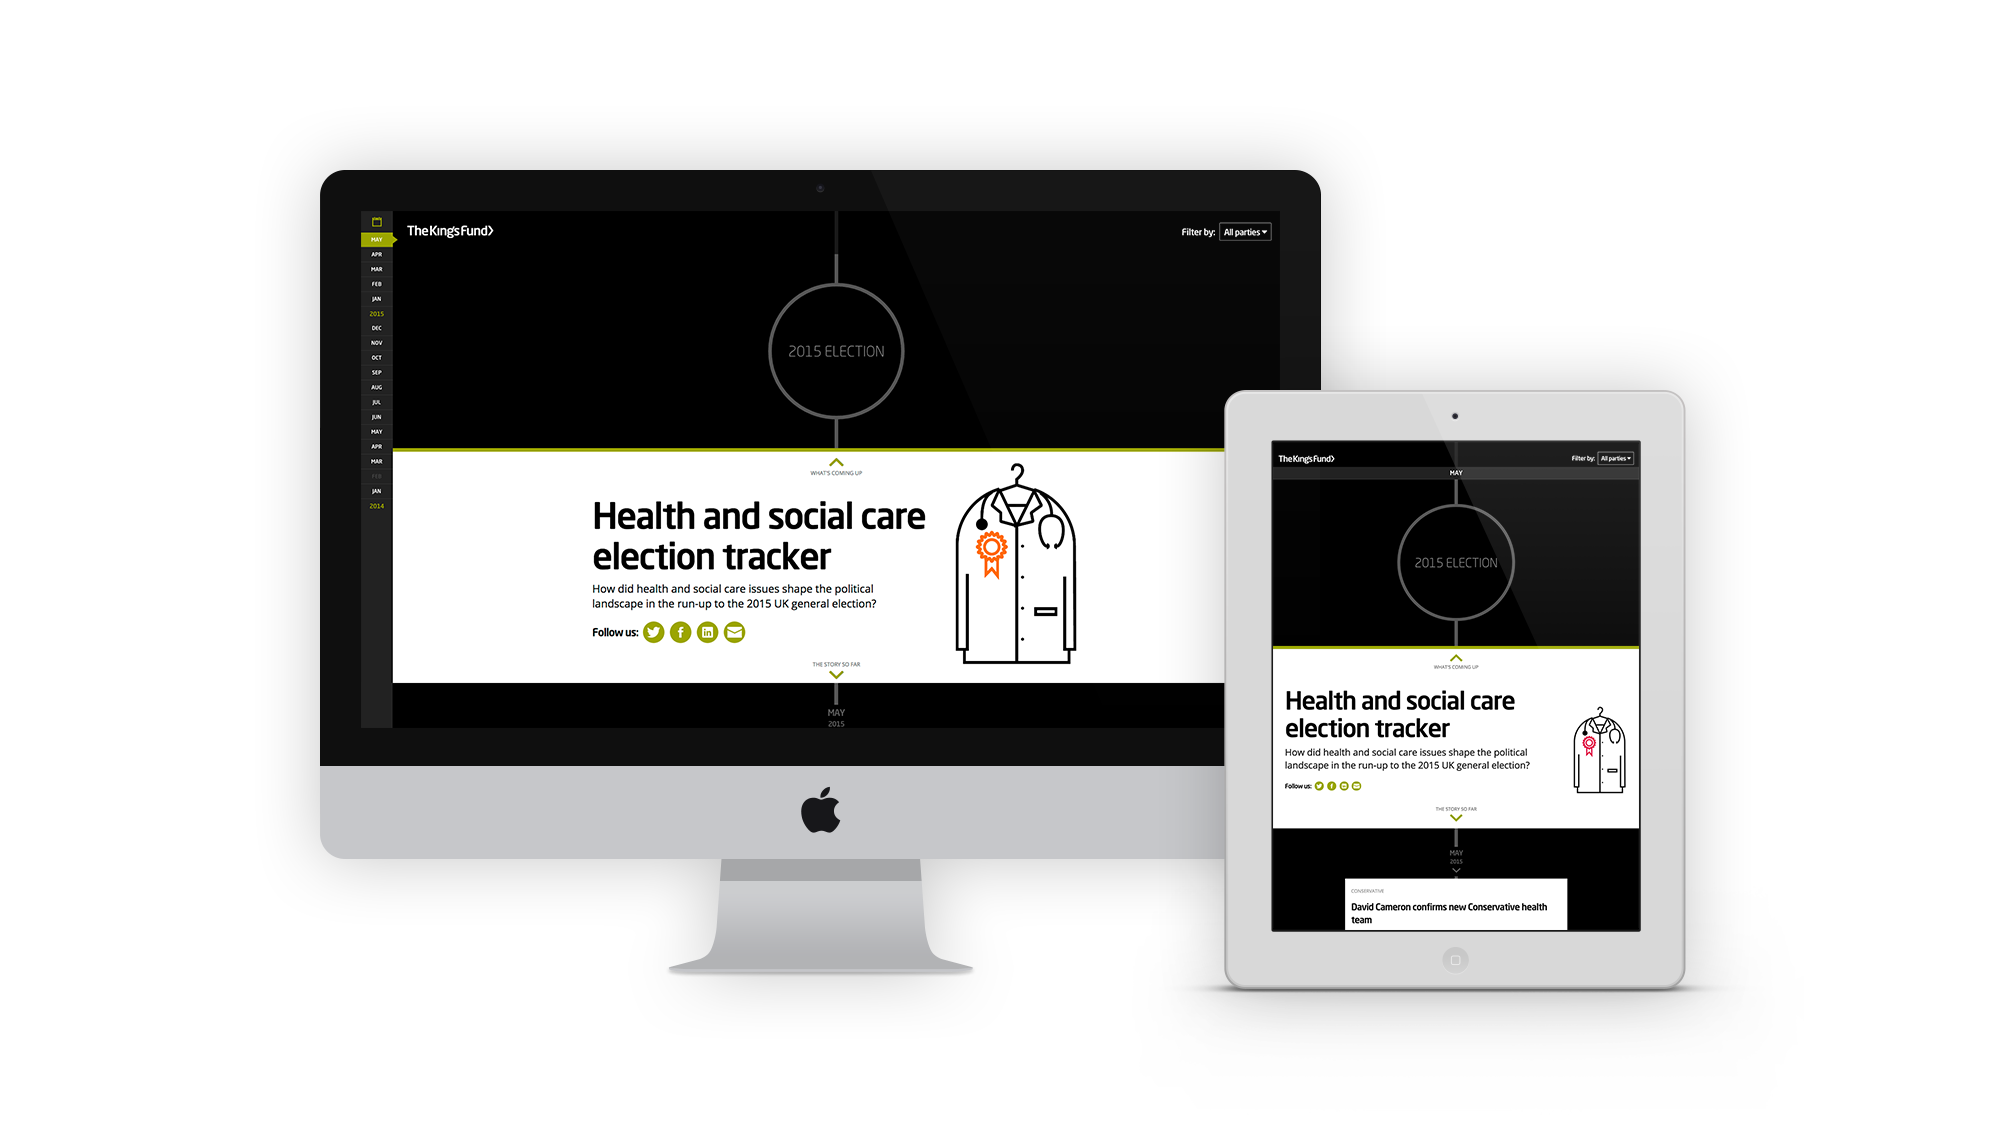 MAY
APR
MAR
FEB
JAN
2015
DEC
NOV
OCT
SEP
AUG
JUL
JUN
MAY
APR
MAR
FEB
JAN
2014
TheKing'sFund
Filter by: All parties
2015 ELECTION
WHAT'S COMING UP
Health and social care
election tracker
How did health and social care issues shape the political
landscape in the run-up to the 2015 UK general election?
Follow us:
THE STORY SO FAR
MAY
2015
TheKing'sFund
Filter by: All parties
MAY
2015 ELECTION
WHAT'S COMING UP
Health and social care
election tracker
How did health and social care issues shape the political
landscape in the run-up to the 2015 UK general election?
Follow us:
THE STORY SO FAR
MAY
2015
CONSERVATIVE
David Cameron confirms new Conservative health
team